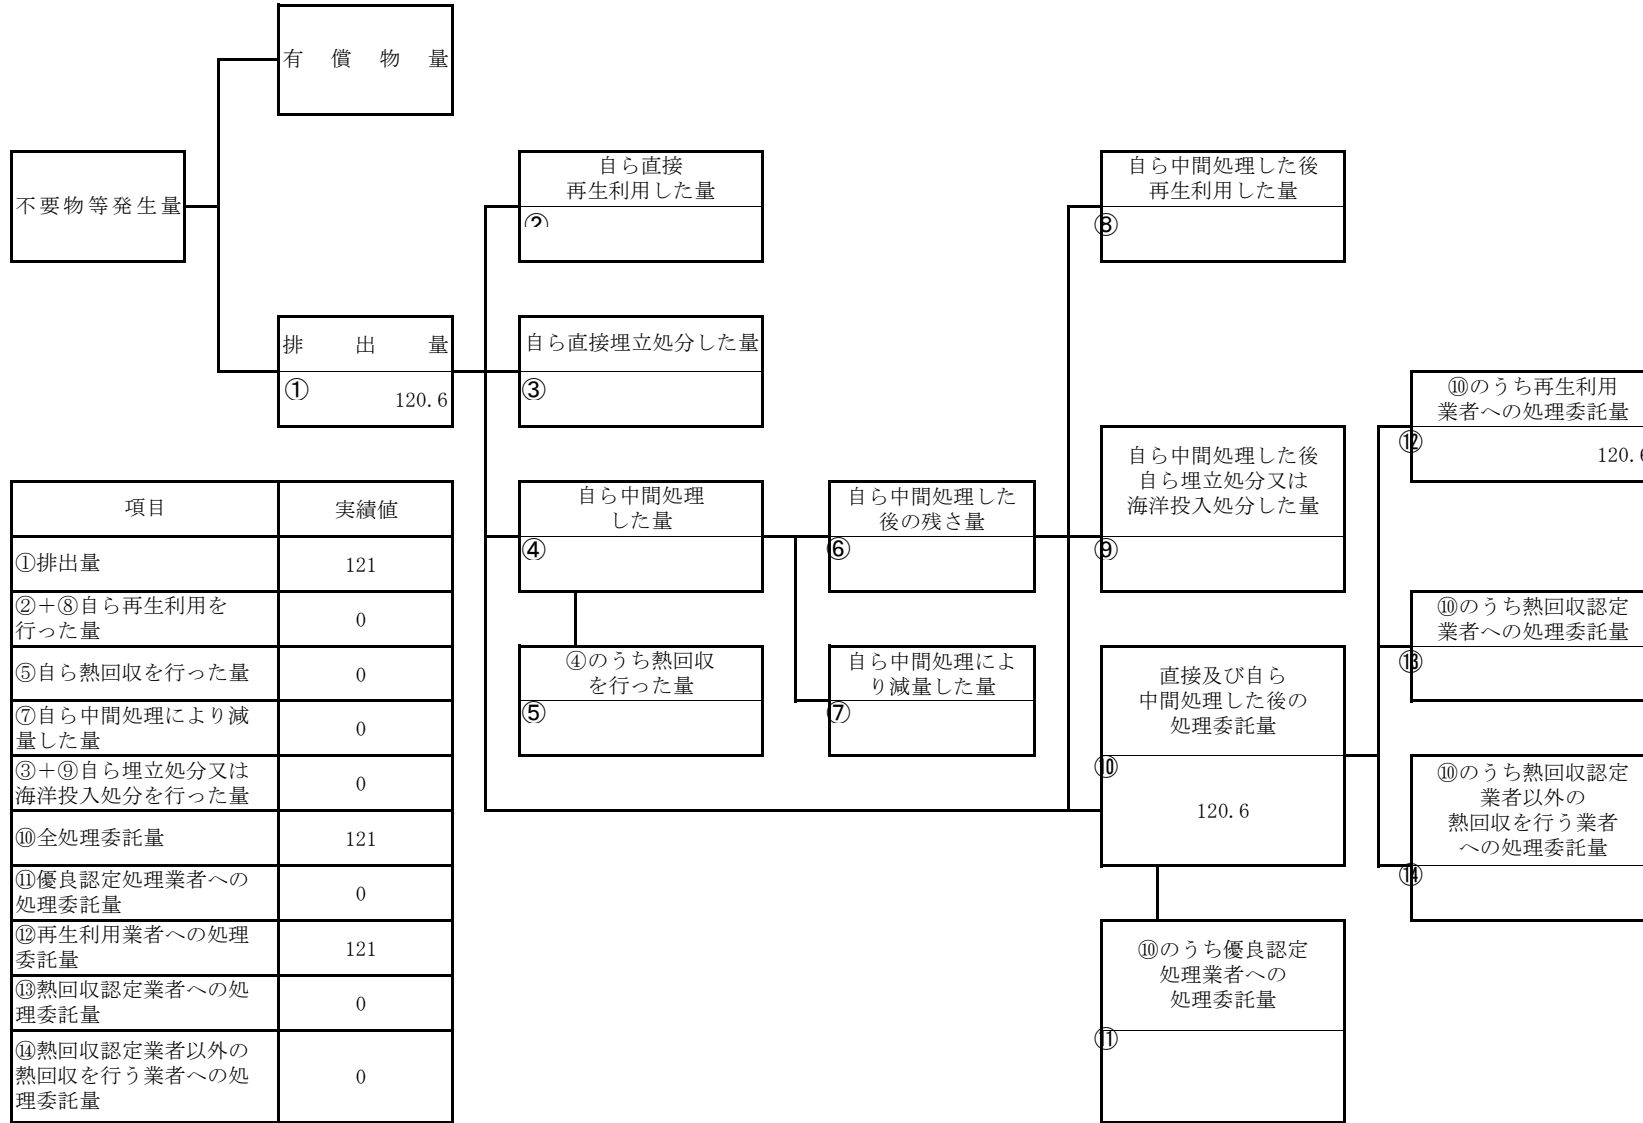 有償物量
不要物等発生量
排出量
①
120.6
自ら直接
再生利用した量
②
自ら直接埋立処分した量
③
自ら中間処理
した量
④
④のうち熱回収
を行った量
⑤
自ら中間処理した
後の残さ量
⑥
自ら中間処理によ
り減量した量
⑦
自ら中間処理した後
再生利用した量
⑧
自ら中間処理した後
自ら埋立処分又は
海洋投入処分した量
⑨
直接及び自ら
中間処理した後の
処理委託量
⑩
120.6
⑩のうち優良認定
処理業者への
処理委託量
⑪
⑩のうち再生利用
業者への処理委託量
⑫
120.6
⑩のうち熱回収認定
業者への処理委託量
⑬
⑩のうち熱回収認定
業者以外の
熱回収を行う業者
への処理委託量
⑭
項目 実績値
①排出量 121
②+⑧自ら再生利用を
行った量 0
⑤自ら熱回収を行った量 0
⑦自ら中間処理により減
量した量 0
③+⑨自ら埋立処分又は
海洋投入処分を行った量 0
⑩全処理委託量 121
⑪優良認定処理業者への
処理委託量 0
⑫再生利用業者への処理
委託量 121
⑬熱回収認定業者への処
理委託量 0
⑭熱回収認定業者以外の
熱回収を行う業者への処
理委託量 0